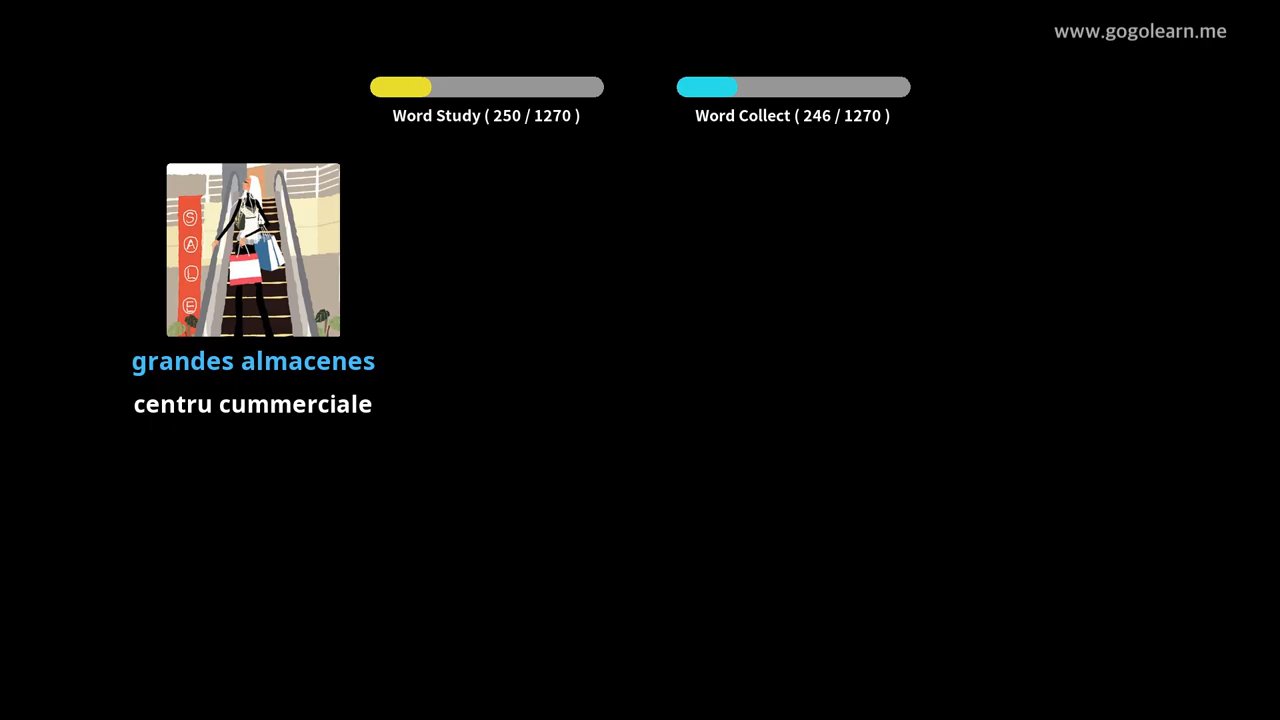 www.gogolearn.me
Word Study ( 250 / 1270 )
Word Collect ( 246 / 1270 )
SALE
grandes almacenes
centru cummerciale